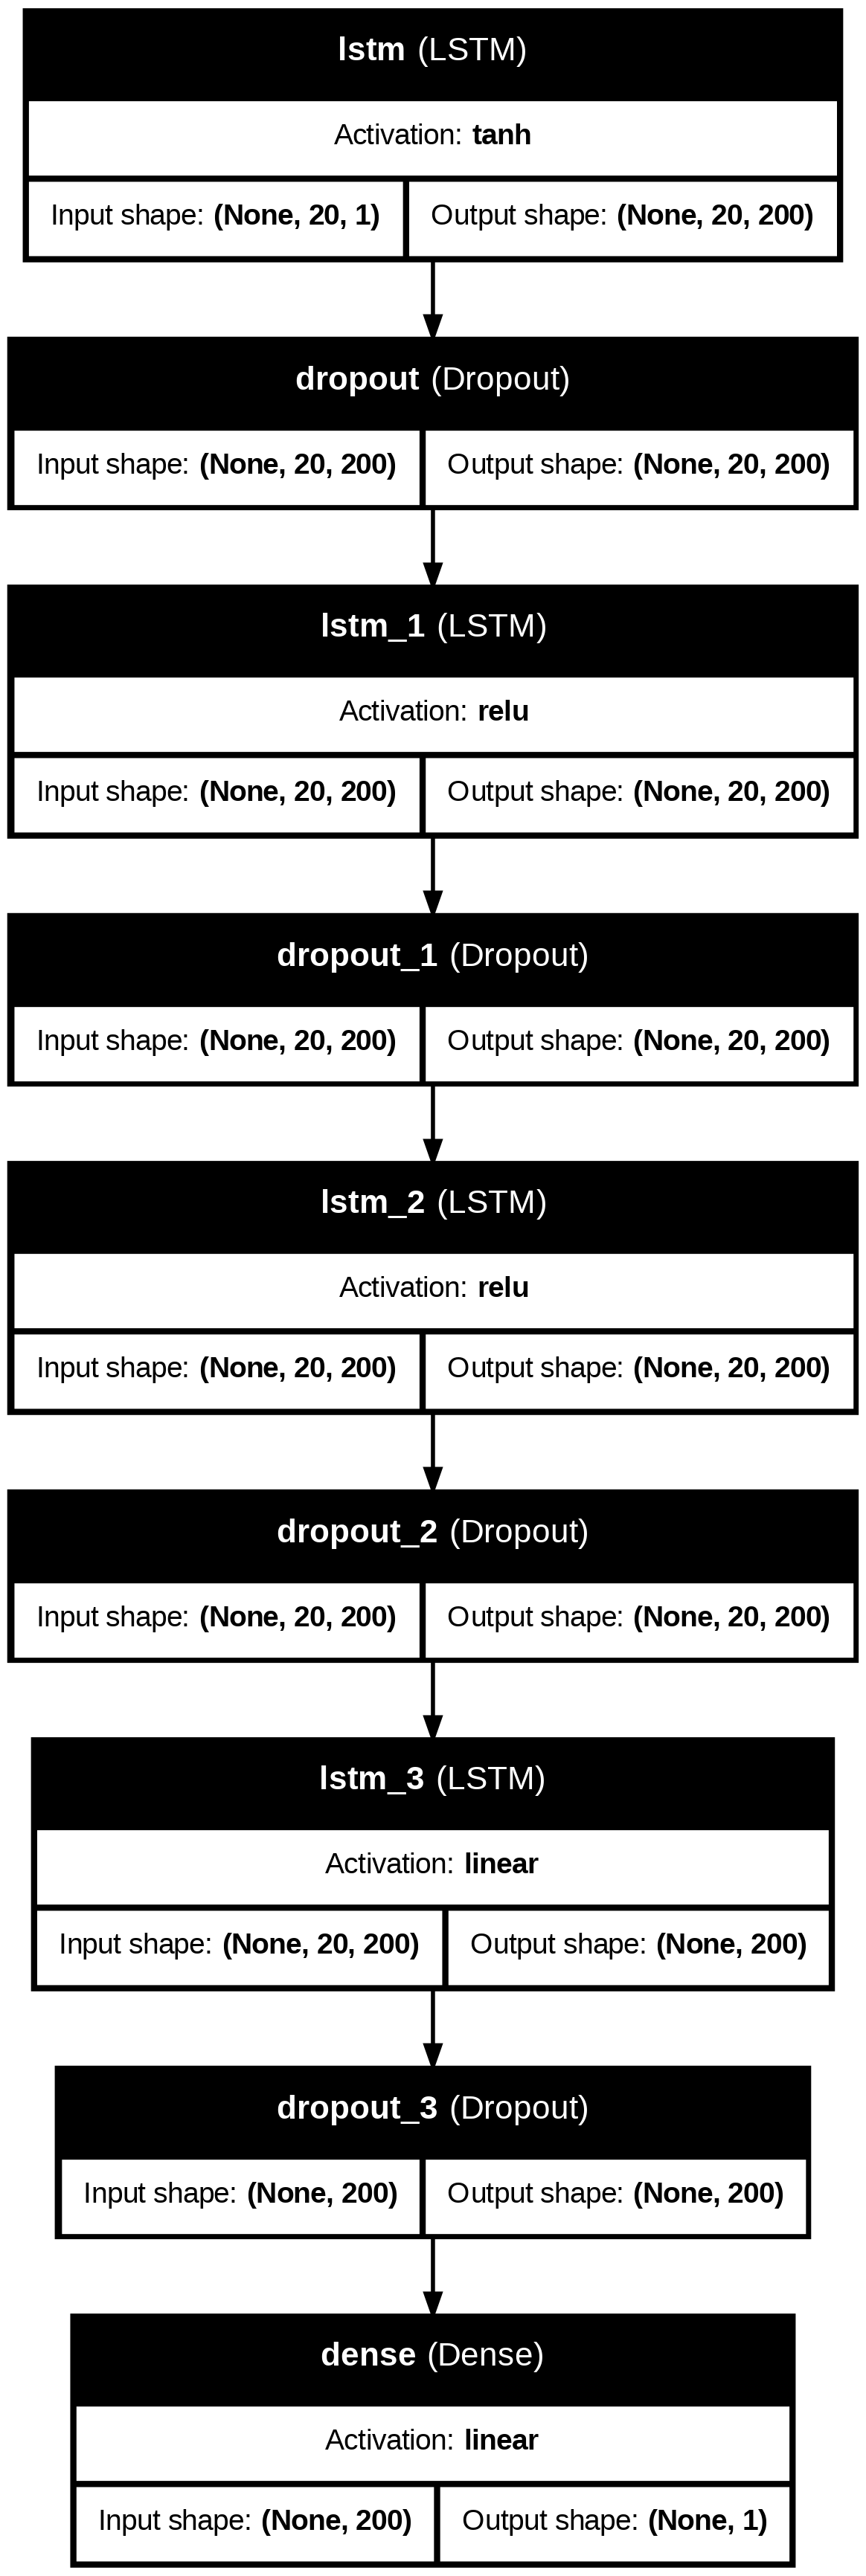 lstm (LSTM)
Activation: tanh
Input shape: (None, 20, 1) Output shape: (None, 20, 200)
dropout (Dropout)
Input shape: (None, 20, 200) Output shape: (None, 20, 200)
lstm_1 (LSTM)
Activation: relu
Input shape: (None, 20, 200) Output shape: (None, 20, 200)
dropout_1 (Dropout)
Input shape: (None, 20, 200) Output shape: (None, 20, 200)
lstm_2 (LSTM)
Activation: relu
Input shape: (None, 20, 200) Output shape: (None, 20, 200)
dropout_2 (Dropout)
Input shape: (None, 20, 200) Output shape: (None, 20, 200)
lstm_3 (LSTM)
Activation: linear
Input shape: (None, 20, 200) Output shape: (None, 200)
dropout_3 (Dropout)
Input shape: (None, 200) Output shape: (None, 200)
dense (Dense)
Activation: linear
Input shape: (None, 200) Output shape: (None, 1)